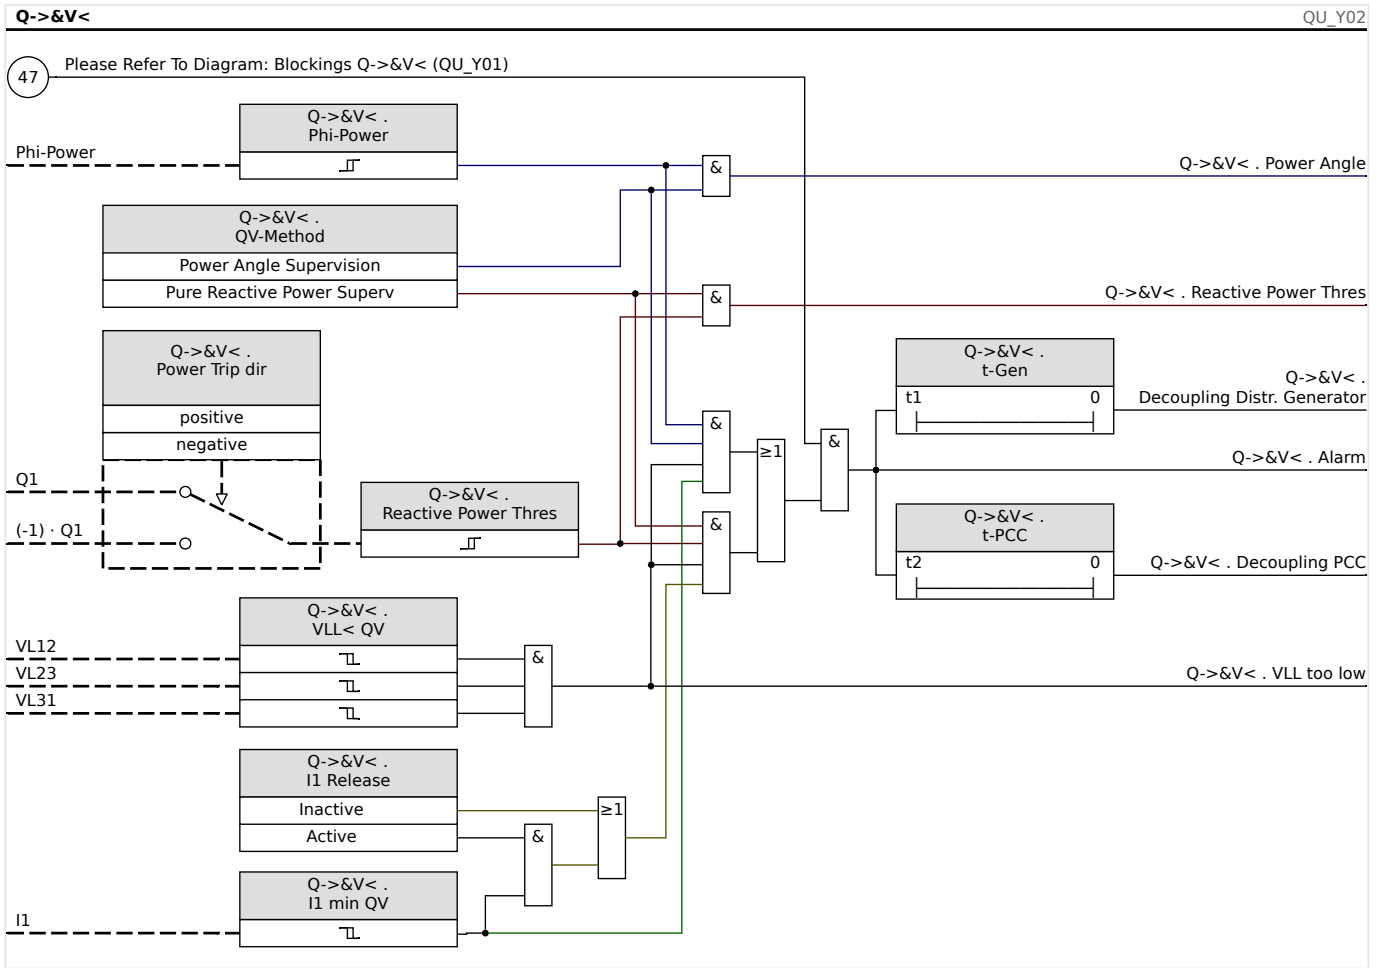 Q->&V<
QU_Y02
47
Please Refer To Diagram: Blockings Q->&V< (QU_Y01)
Q->&V< .
Phi-Power
Phi-Power
&
Q->&V< . Power Angle
Q->&V< .
QV-Method
Power Angle Supervision
Pure Reactive Power Superv
&
Q->&V< . Reactive Power Thres
Q->&V< .
Power Trip dir
positive
negative
Q1
(-1) · Q1
Q->&V< .
Reactive Power Thres
&
&
≥1
&
Q->&V< .
t-Gen
t1 0
Q->&V< .
Decoupling Distr. Generator
Q->&V< . Alarm
Q->&V< .
t-PCC
t2 0
Q->&V< . Decoupling PCC
Q->&V< .
VLL< QV
VL12
VL23
VL31
&
Q->&V< . VLL too low
Q->&V< .
I1 Release
Inactive
Active
&
≥1
Q->&V< .
I1 min QV
I1